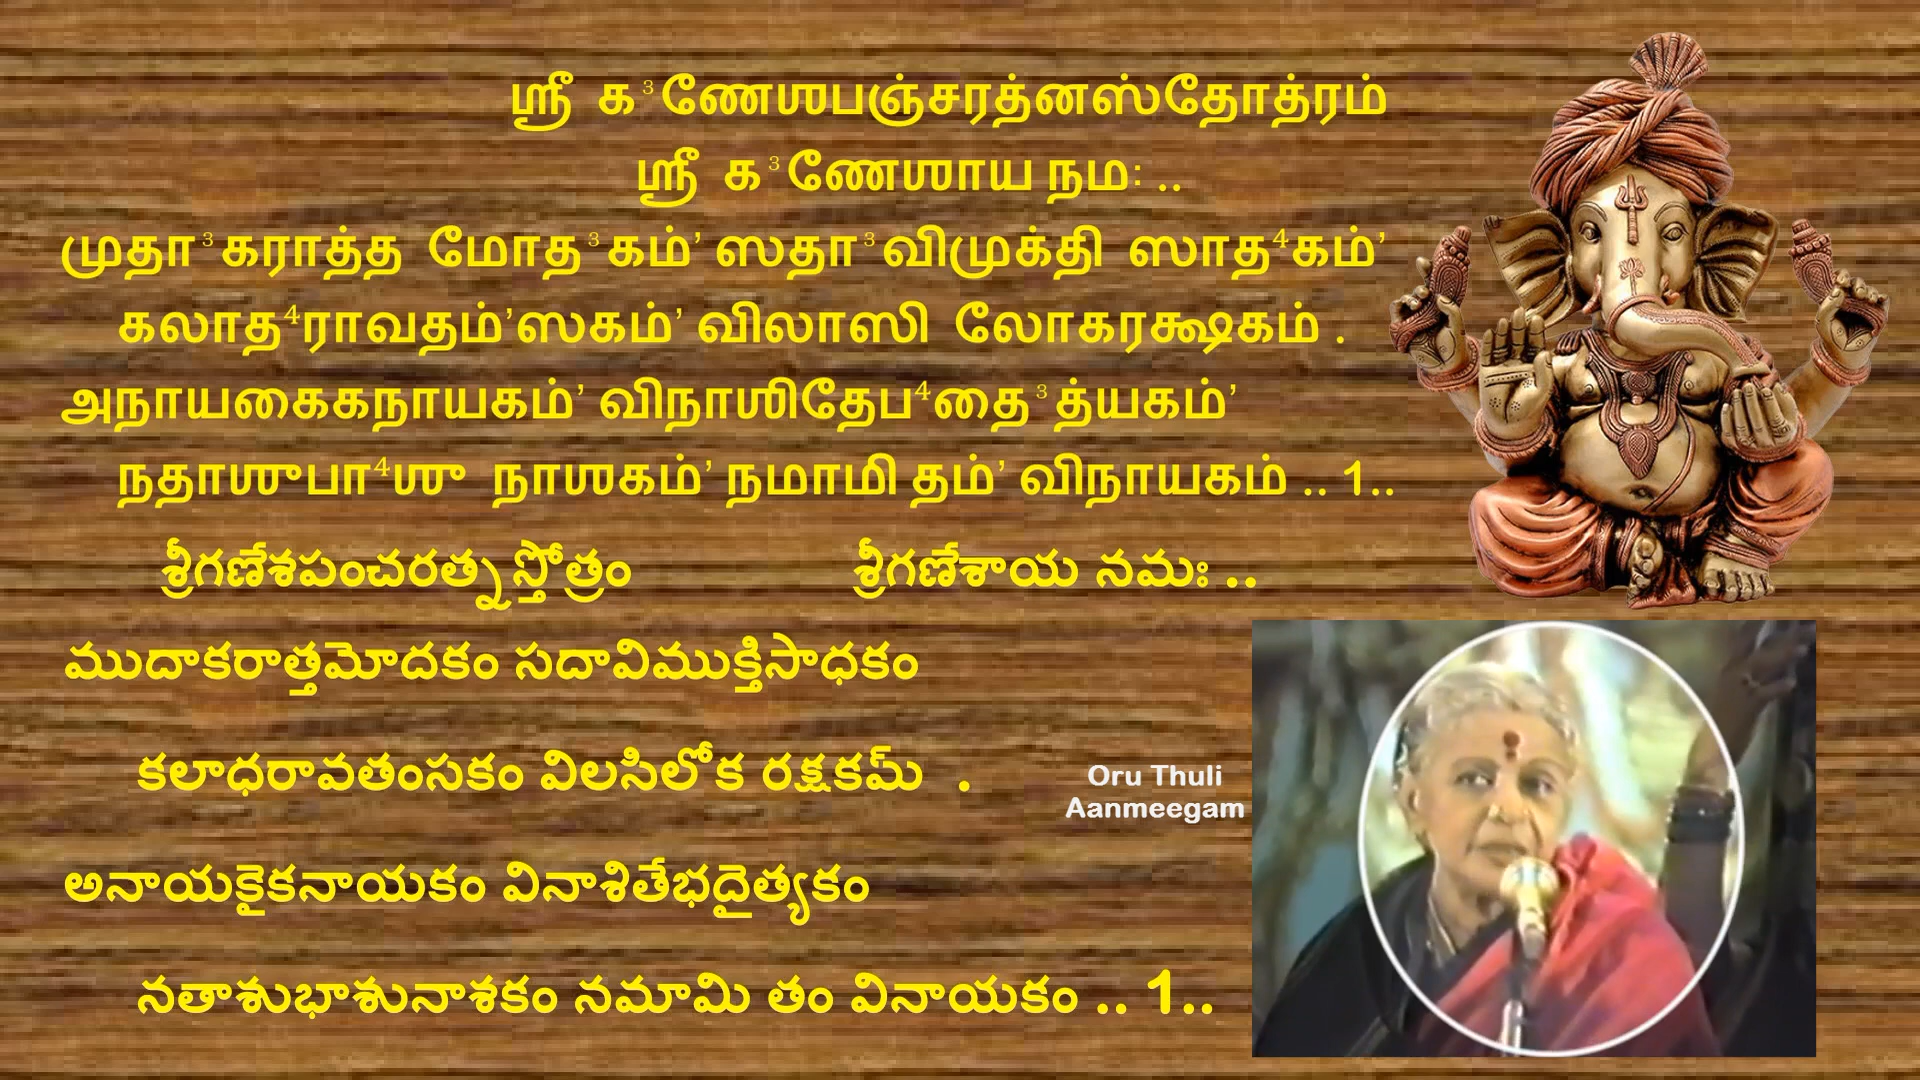 ஶ்ரீ க³ணேஶபஞ்சரத்னஸ்தோத்ரம்
ஶ்ரீ க³ணேஶாய நம: ..
முதா³கராத்த மோத³கம்’ ஸதா³விமுக்தி ஸாத⁴கம்’
கலாத⁴ராவதம்’ஸகம்’ விலாஸி லோகரக்ஷகம் .
அநாயகைகநாயகம்’ விநாஶிதேப⁴தை³த்யகம்’
நதாஶுபா⁴ஶு நாஶகம்’ நமாமி தம்’ விநாயகம் .. 1..
శ్రీగణేశపంచరత్నస్తోత్రం శ్రీగణేశాయ నమః ..
ముదాకరాత్తమోదకం సదావిముక్తిసాధకం
కలాధరావతంసకం విలసిలోక రక్షకమ్ .
Oru Thuli
Aanmeegam
అనాయకైకనాయకం వినాశితేభదైత్యకం
నతాశుభాశునాశకం నమామి తం వినాయకం .. 1..